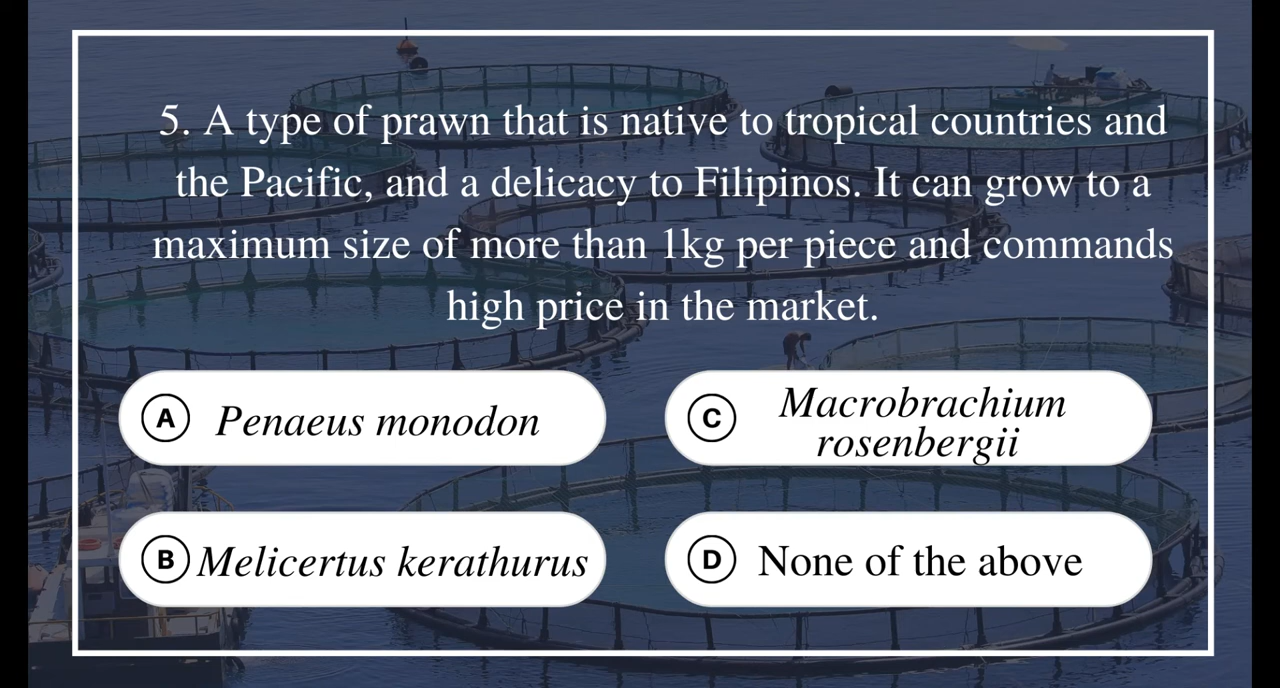 5. A type of prawn that is native to tropical countries and
the Pacific, and a delicacy to Filipinos. It can grow to a
maximum size of more than 1kg per piece and commands
high price in the market.
A Penaeus monodon
C Macrobrachium
rosenbergii
B Melicertus kerathurus
D None of the above